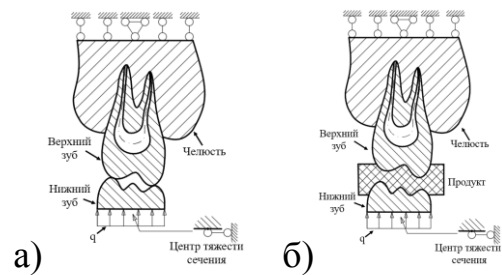 Верхний
зуб
Челюсть
Нижний
зуб
q
Центр тяжести
сечения
а)
Верхний
зуб
Челюсть
Продукт
Нижний
зуб
q
Центр тяжести
сечения
б)